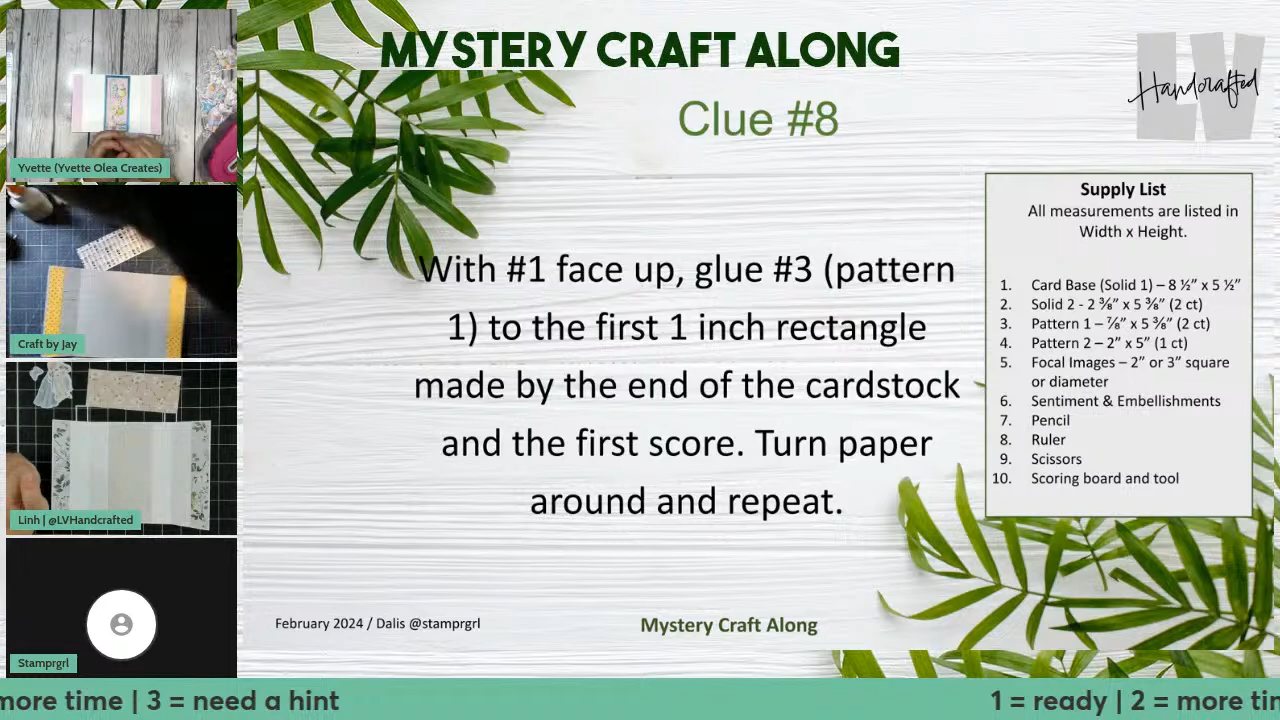 MYSTERY CRAFT ALONG
Clue #8
Handcrafted
Yvette (Yvette Olea Creates)
Craft by Jay
Linh | @LVHandcrafted
Stamprgrl
With #1 face up, glue #3 (pattern
1) to the first 1 inch rectangle
made by the end of the cardstock
and the first score. Turn paper
around and repeat.
Supply List
All measurements are listed in
Width x Height.
1. Card Base (Solid 1) – 8 ½” x 5 ½”
2. Solid 2 - 2 ⅜” x 5 ⅜” (2 ct)
3. Pattern 1 – ⅞” x 5 ⅜” (2 ct)
4. Pattern 2 – 2” x 5” (1 ct)
5. Focal Images – 2” or 3” square
or diameter
6. Sentiment & Embellishments
7. Pencil
8. Ruler
9. Scissors
10. Scoring board and tool
February 2024 / Dalis @stamprgrl
Mystery Craft Along
more time | 3 = need a hint
1 = ready | 2 = more tim